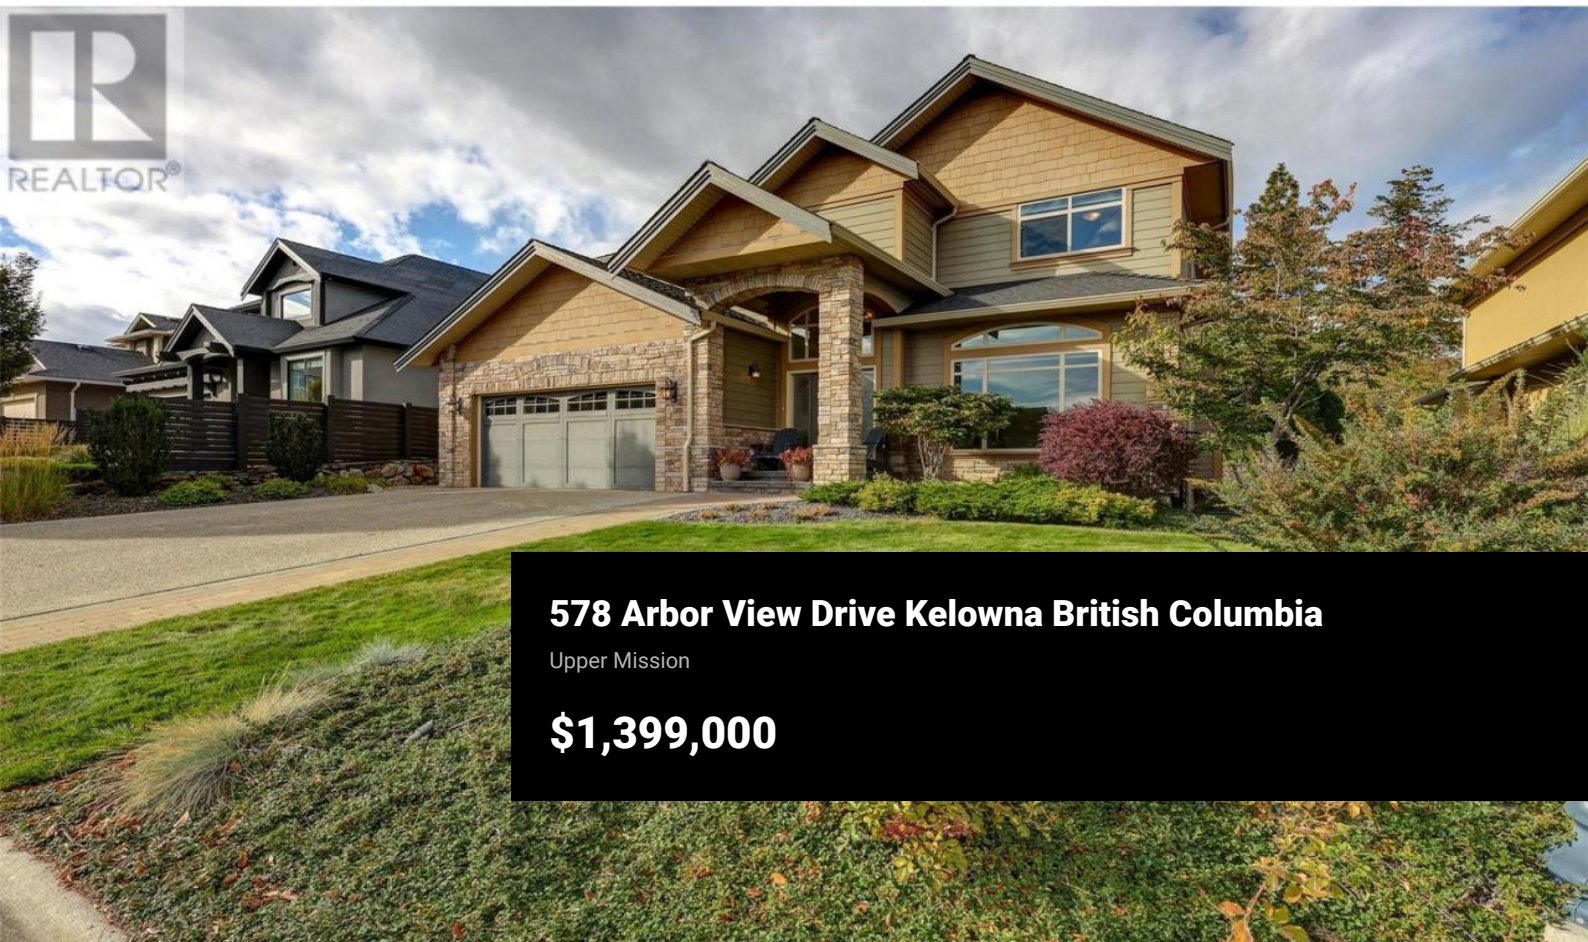 REALTOR®
578 Arbor View Drive Kelowna British Columbia
Upper Mission
$1,399,000